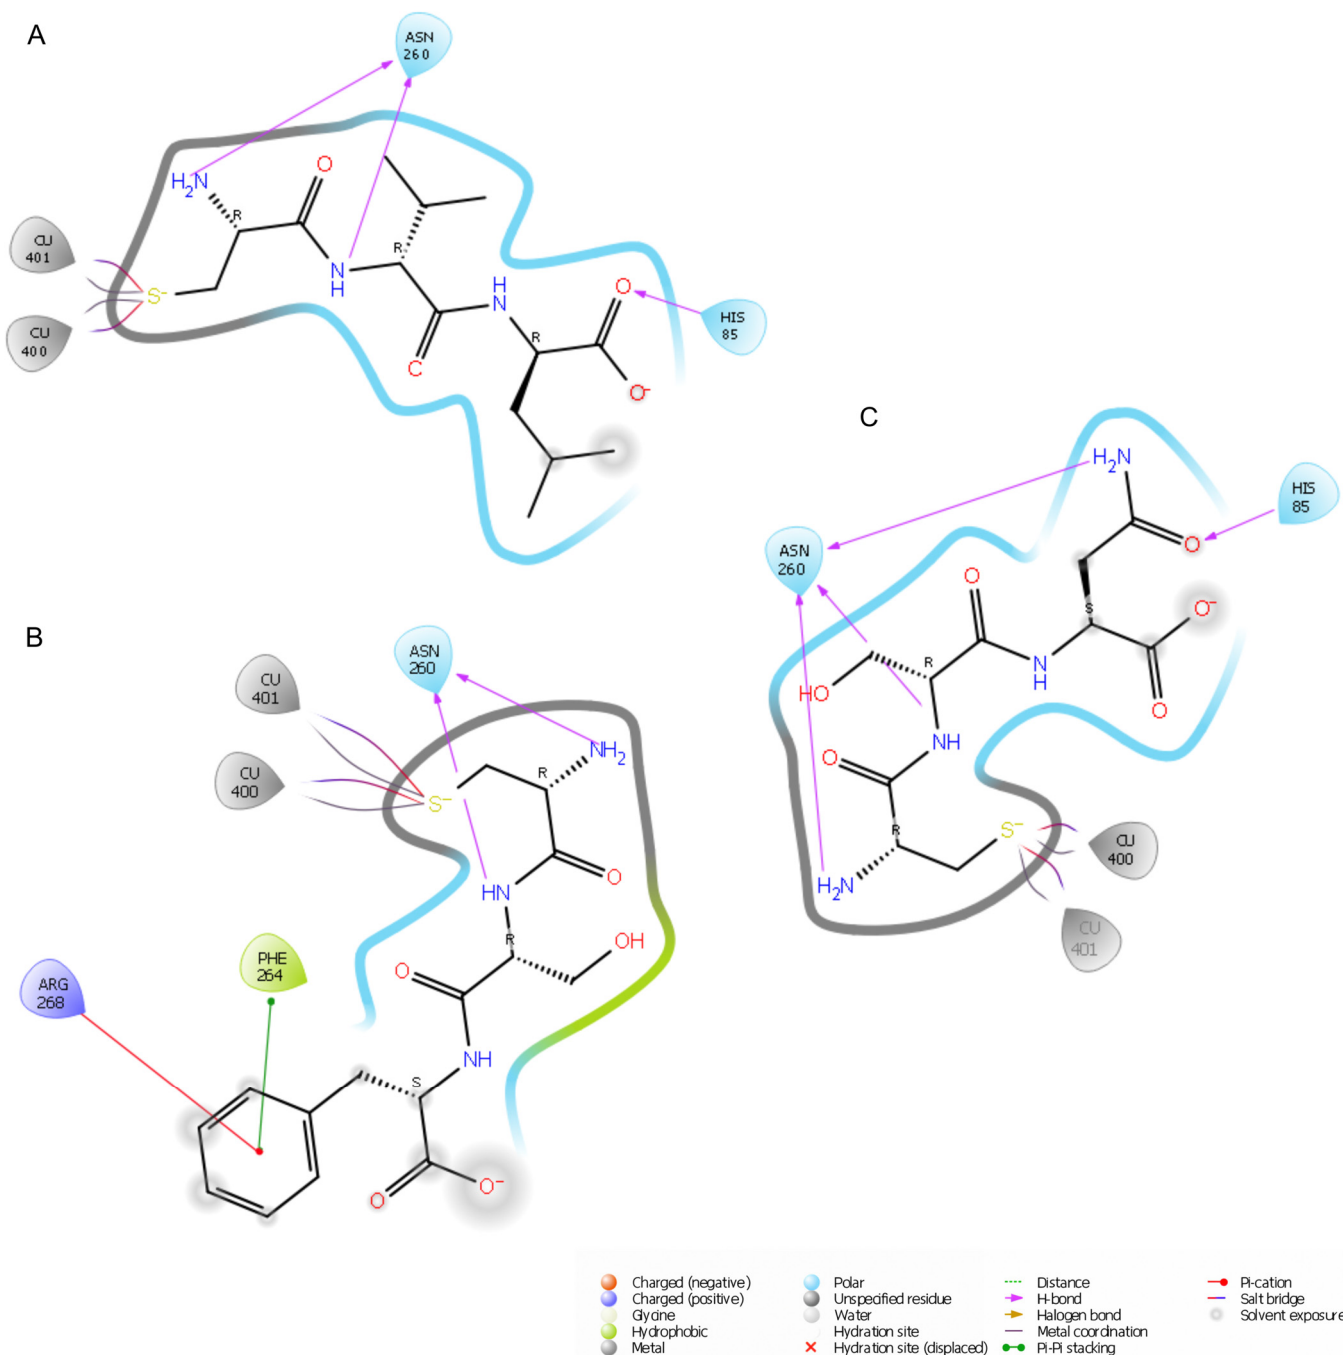 A
ASN
260
H2N
R
O
R
CU
401
N
H
H
N
O
S-
HIS
85
CU
400
R
C
O-
C
H2N
HIS
85
ASN
260
O
O
O-
S
R
HO
N
H
O
O
NH
R
S-
CU
400
H2N
CU
401
B
ASN
260
CU
401
NH2
CU
400
R
S-
O
HN
R
OH
PHE
264
O
ARG
268
NH
S
O
O-
Charged (negative)
Charged (positive)
Glycine
Hydrophobic
Metal
Polar
Unspecified residue
Water
Hydration site
Hydration site (displaced)
Distance
H-bond
Halogen bond
Metal coordination
Pi-Pi stacking
Pi-cation
Salt bridge
Solvent exposure